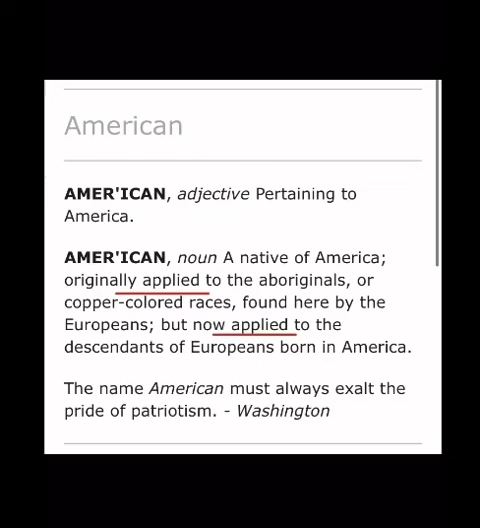 American
AMER'ICAN, adjective Pertaining to
America.
AMER'ICAN, noun A native of America;
originally applied to the aboriginals, or
copper-colored races, found here by the
Europeans; but now applied to the
descendants of Europeans born in America.
The name American must always exalt the
pride of patriotism. - Washington